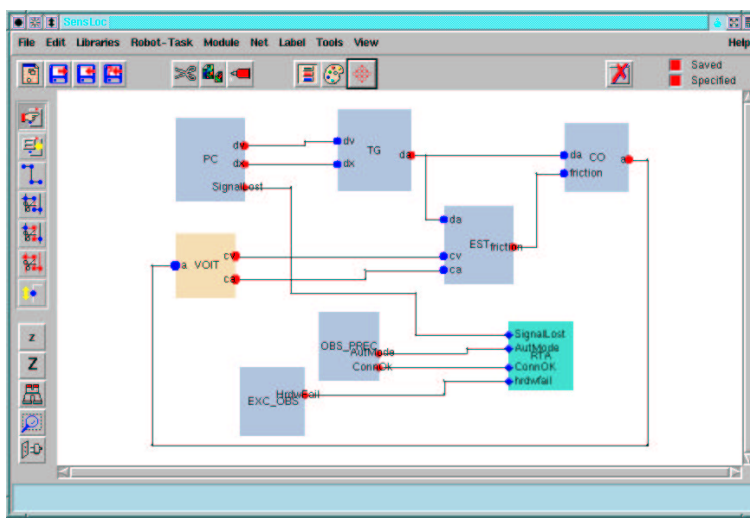 SensLoc
File Edit Libraries Robot-Task Module Net Label Tools View Help
Saved
Specified
dv dv da da CO a
PC TG
dx dx friction
SignalLost
da
EST friction
cv cv
a VOIT
ca ca
SignalLost
OBS_PREC AutMode AutMode
RTA
ConnOk ConnOK
HrdwFail hrdwfail
EXC_OBS
z
Z